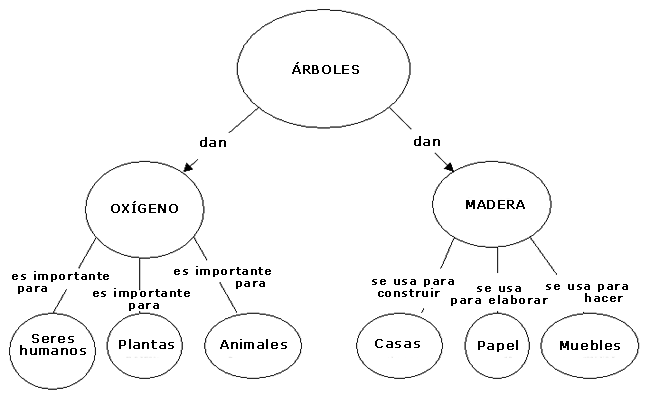 ÁRBOLES
dan
dan
OXÍGENO
MADERA
es importante
para
es importante
para
es importante
para
se usa para
construir
se usa
para elaborar
se usa para
hacer
Seres
humanos
Plantas
Animales
Casas
Papel
Muebles